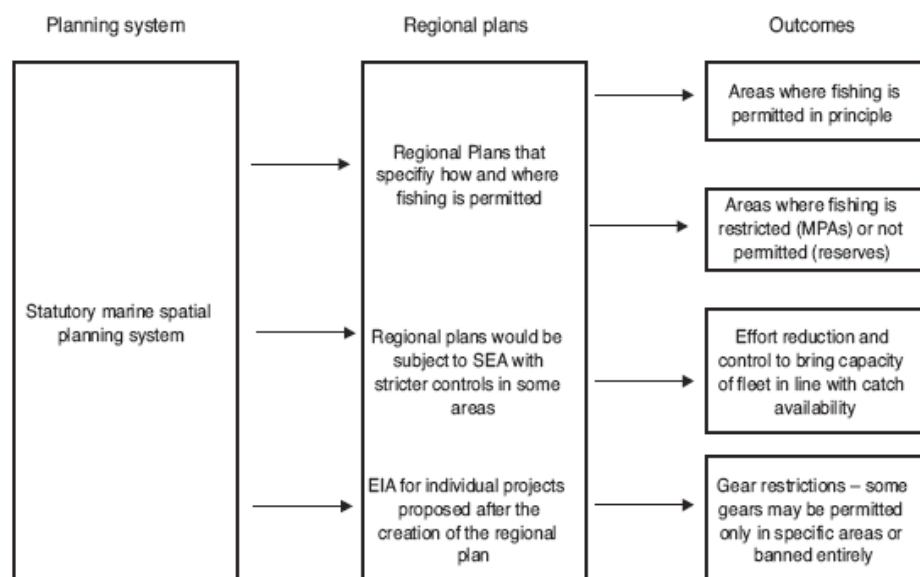 Planning system
Regional plans
Outcomes
Statutory marine spatial
planning system
Regional Plans that
specifiy how and where
fishing is permitted
Regional plans would be
subject to SEA with
stricter controls in some
areas
EIA for individual projects
proposed after the
creation of the regional
plan
Areas where fishing is
permitted in principle
Areas where fishing is
restricted (MPAs) or not
permitted (reserves)
Effort reduction and
control to bring capacity
of fleet in line with catch
availability
Gear restrictions – some
gears may be permitted
only in specific areas or
banned entirely